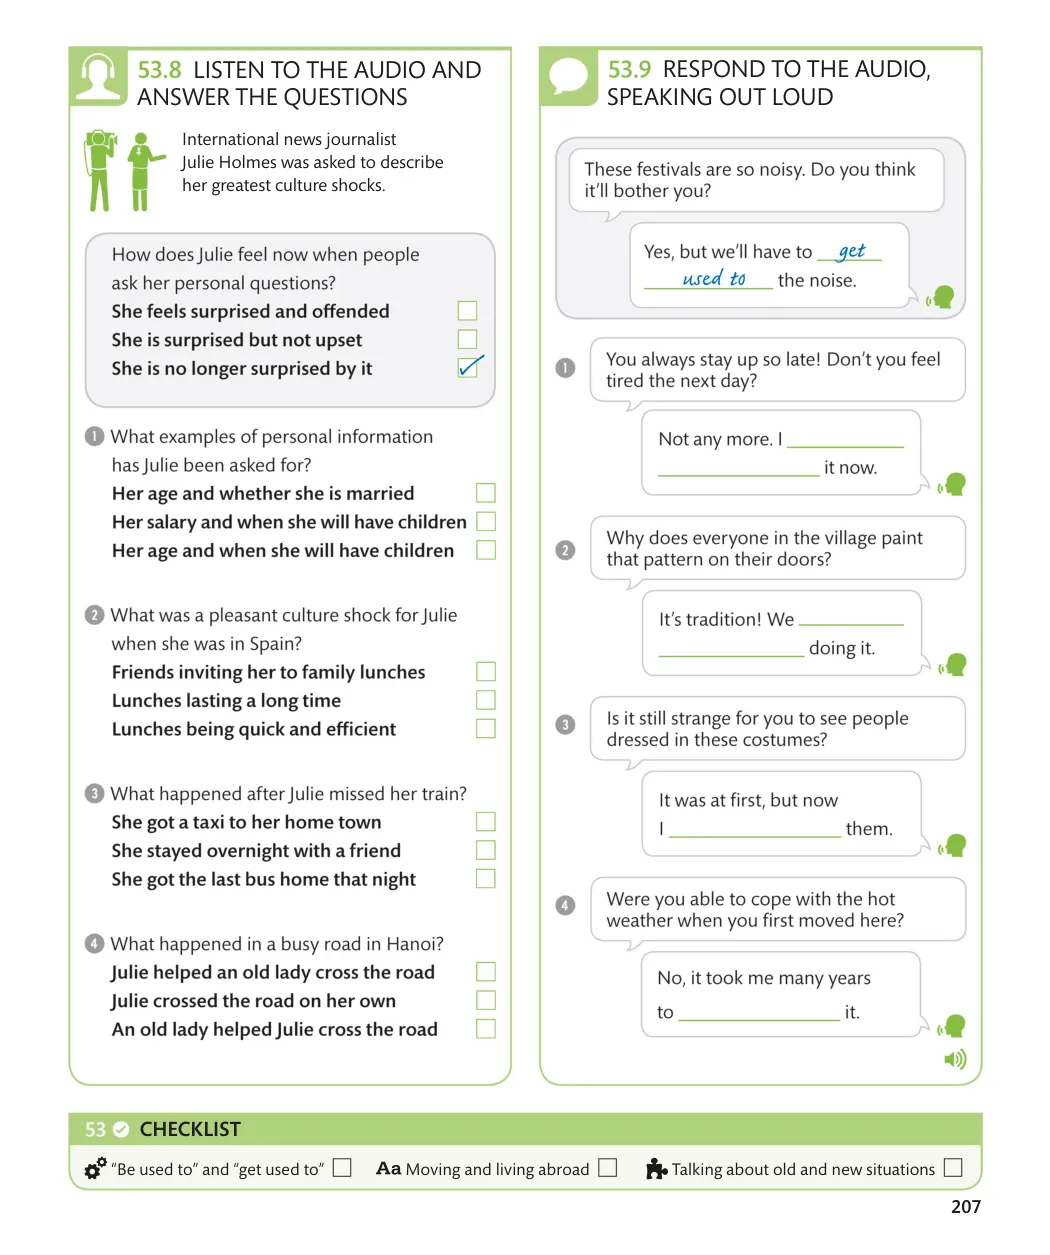 53.8 LISTEN TO THE AUDIO AND
ANSWER THE QUESTIONS
International news journalist
Julie Holmes was asked to describe
her greatest culture shocks.
How does Julie feel now when people
ask her personal questions?
She feels surprised and offended
She is surprised but not upset
She is no longer surprised by it
1 What examples of personal information
has Julie been asked for?
Her age and whether she is married
Her salary and when she will have children
Her age and when she will have children
2 What was a pleasant culture shock for Julie
when she was in Spain?
Friends inviting her to family lunches
Lunches lasting a long time
Lunches being quick and efficient
3 What happened after Julie missed her train?
She got a taxi to her home town
She stayed overnight with a friend
She got the last bus home that night
4 What happened in a busy road in Hanoi?
Julie helped an old lady cross the road
Julie crossed the road on her own
An old lady helped Julie cross the road
53.9 RESPOND TO THE AUDIO,
SPEAKING OUT LOUD
These festivals are so noisy. Do you think
it'll bother you?
Yes, but we'll have to get
used to the noise.
1 You always stay up so late! Don't you feel
tired the next day?
Not any more. I
it now.
2 Why does everyone in the village paint
that pattern on their doors?
It's tradition! We
doing it.
3 Is it still strange for you to see people
dressed in these costumes?
It was at first, but now
I them.
4 Were you able to cope with the hot
weather when you first moved here?
No, it took me many years
to it.
53 CHECKLIST
"Be used to" and "get used to" Aa Moving and living abroad Talking about old and new situations
207